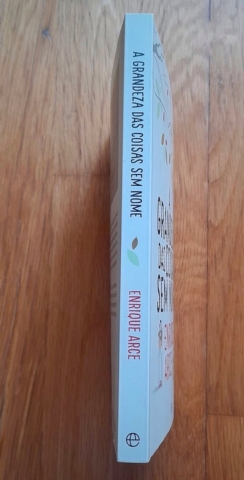 A GRANDEZA DAS COISAS SEM NOME
ENRIQUE ARCE